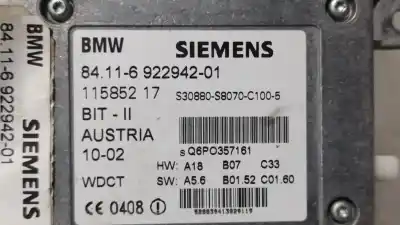 BMW SIEMENS
84.11-6 922942-01
115852 17 S30880-S8070-C100-5
BIT - II
AUSTRIA S Q6PO357161
10-02 HW: A18 B07 C33
WDCT SW: A5.6 B01.52 C01.60
CE 0408
BMW SIEMENS
84.11-6 922942-01